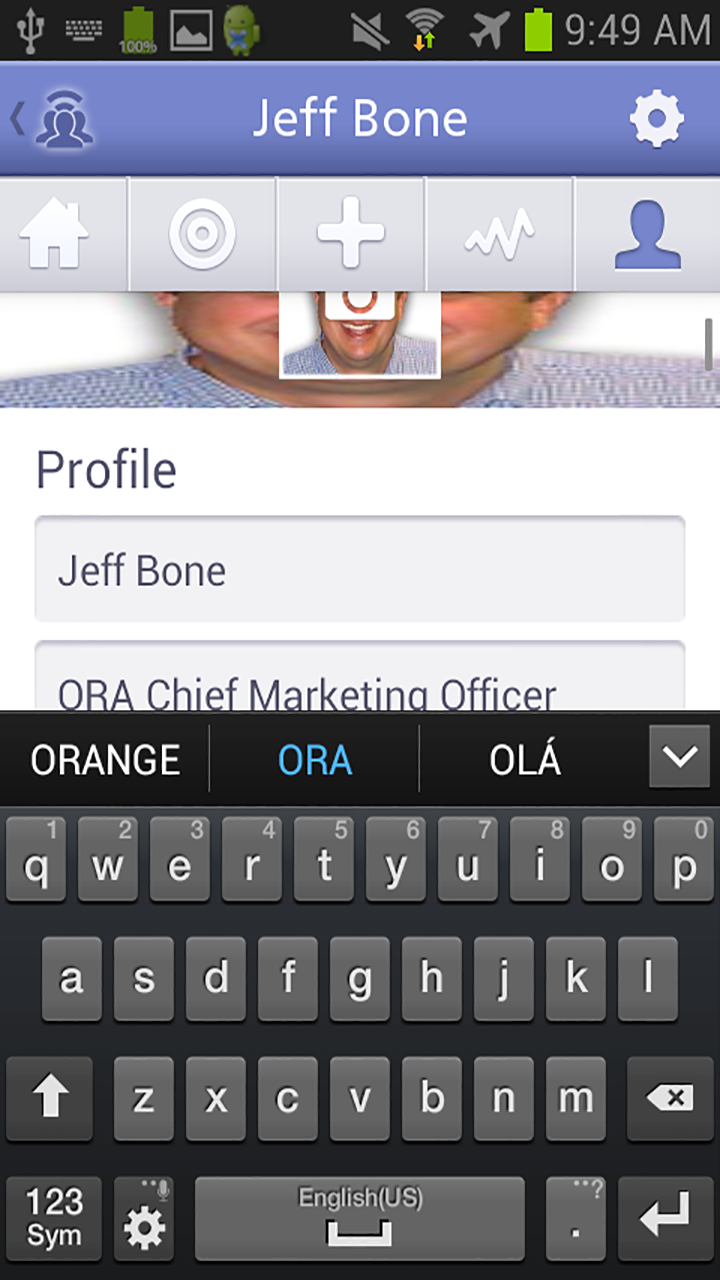 100% 9:49 AM
Jeff Bone
Profile
Jeff Bone
ORA Chief Marketing Officer
ORANGE ORA OLÁ
1 2 3 4 5 6 7 8 9 0
q w e r t y u i o p
a s d f g h j k l
z x c v b n m
123 English(US) ...?
Sym .